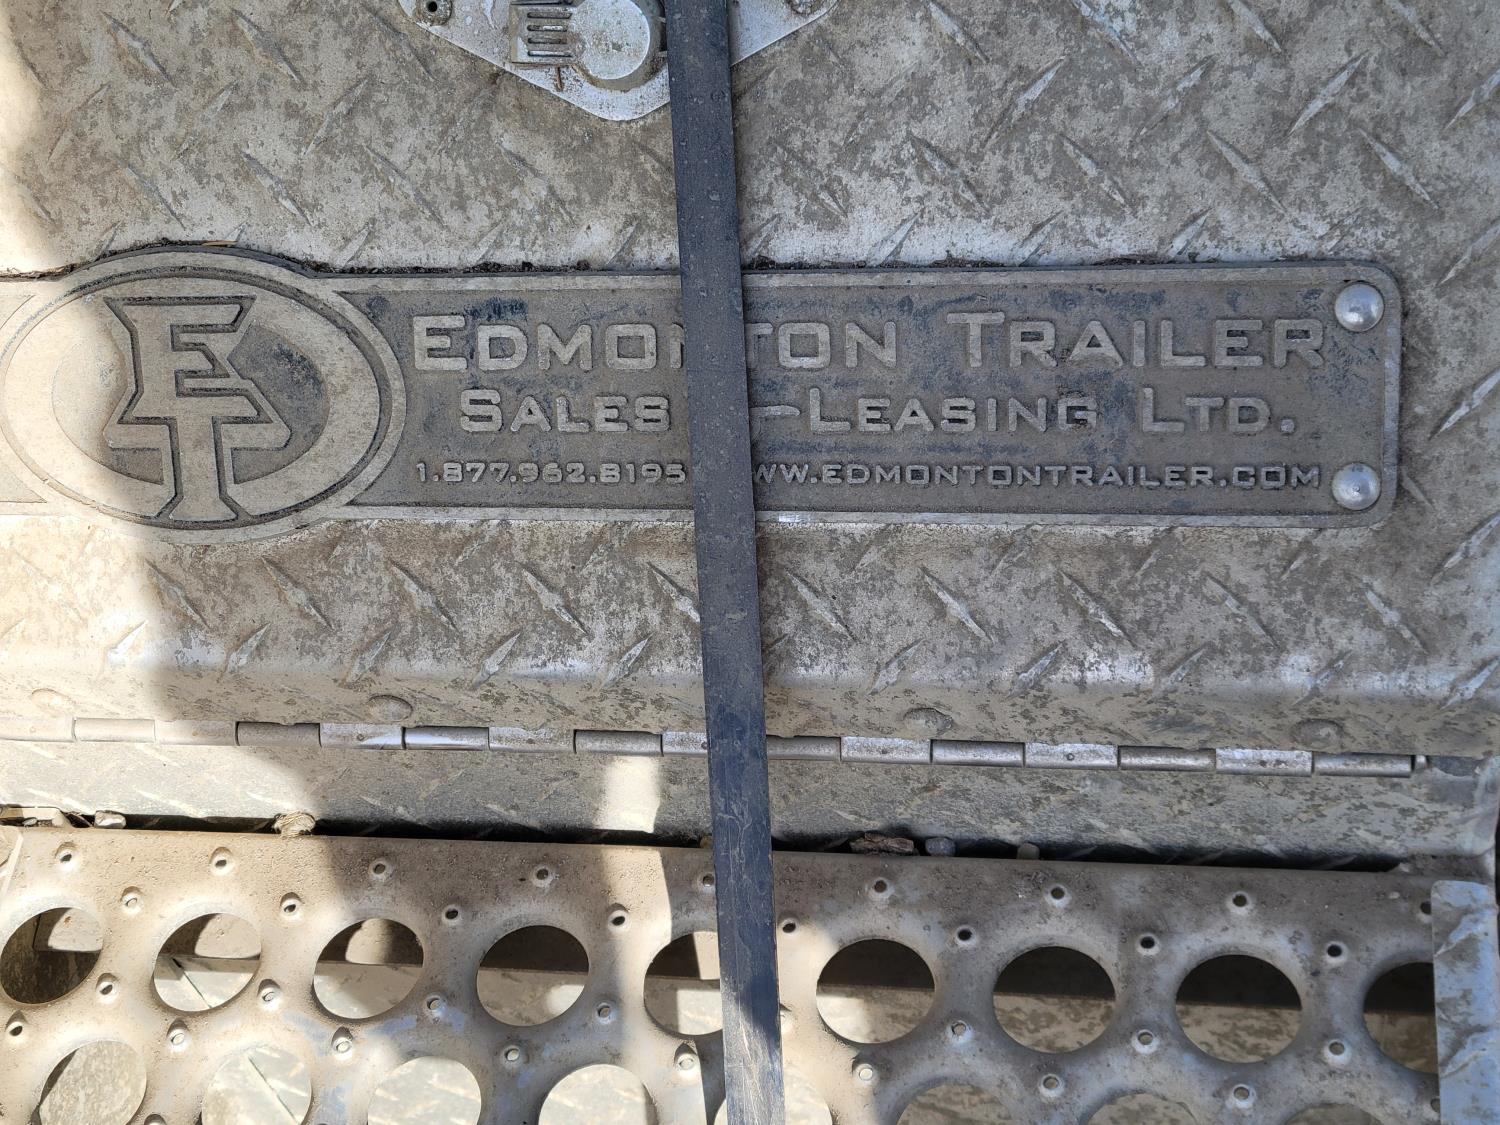 ET
EDMONTON TRAILER
SALES LEASING LTD.
1.877.962.8195 WWW.EDMONTONTRAILER.COM